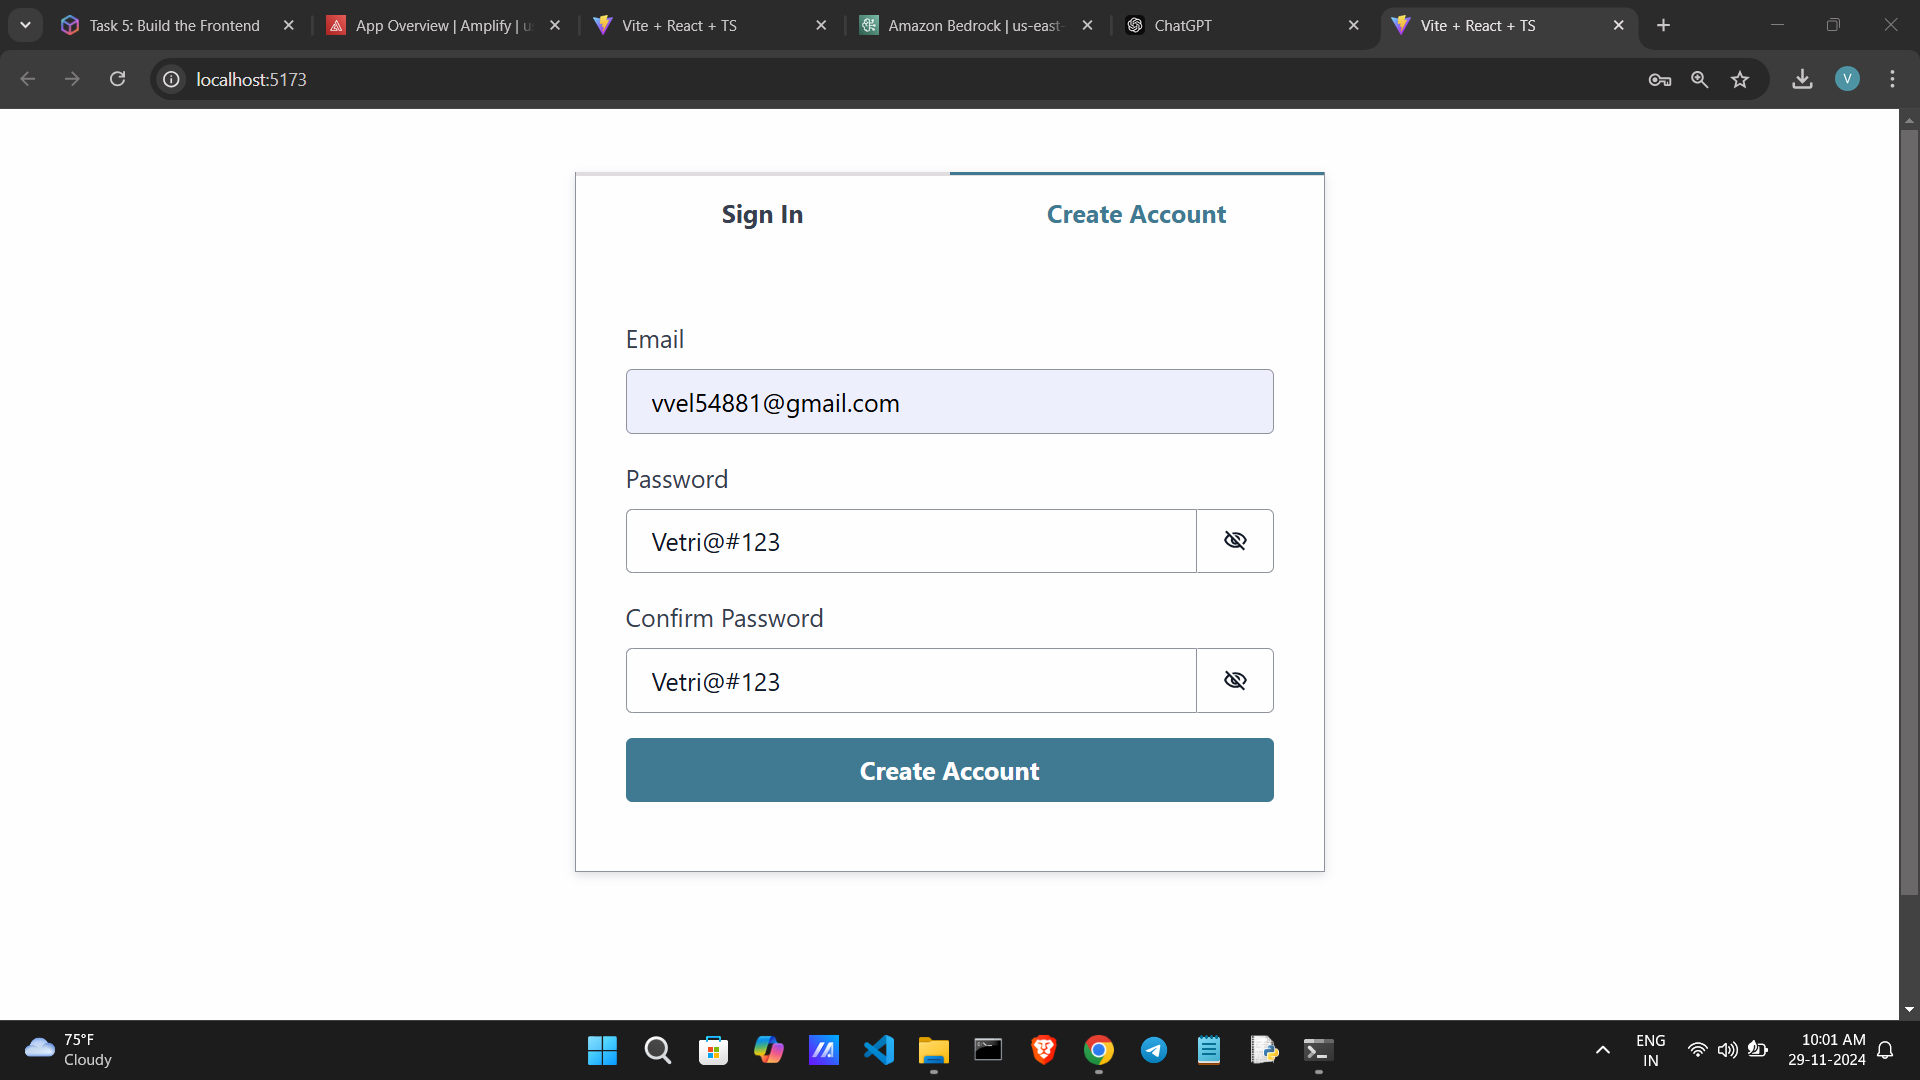 Task 5: Build the Frontend
App Overview | Amplify | us
Vite + React + TS
Amazon Bedrock | us-east-
ChatGPT
Vite + React + TS
localhost:5173
V
Sign In
Create Account
Email
vvel54881@gmail.com
Password
Vetri@#123
Confirm Password
Vetri@#123
Create Account
75°F
Cloudy
ENG
IN
10:01 AM
29-11-2024